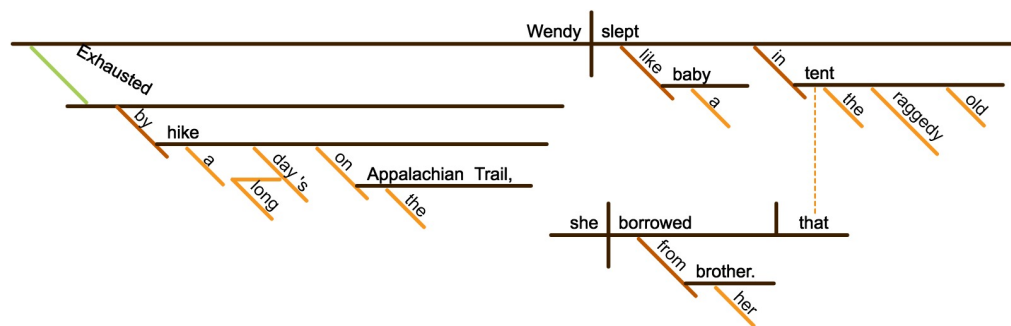 Wendy slept
Exhausted
like
in
baby
tent
a
the
raggedy
old
by
hike
a
day 's
on
long
Appalachian Trail,
the
she borrowed that
from
brother.
her